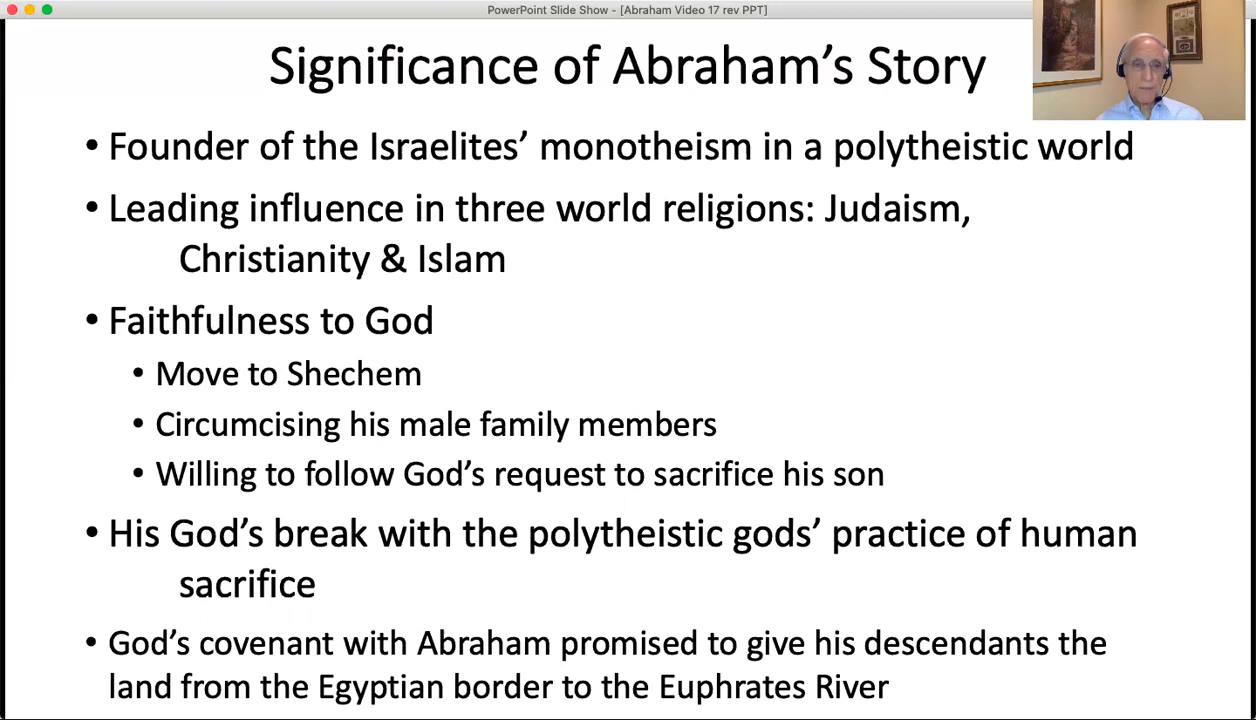 PowerPoint Slide Show - [Abraham Video 17 rev PPT]
Significance of Abraham’s Story
• Founder of the Israelites’ monotheism in a polytheistic world
• Leading influence in three world religions: Judaism,
Christianity & Islam
• Faithfulness to God
• Move to Shechem
• Circumcising his male family members
• Willing to follow God’s request to sacrifice his son
• His God’s break with the polytheistic gods’ practice of human
sacrifice
• God’s covenant with Abraham promised to give his descendants the
land from the Egyptian border to the Euphrates River